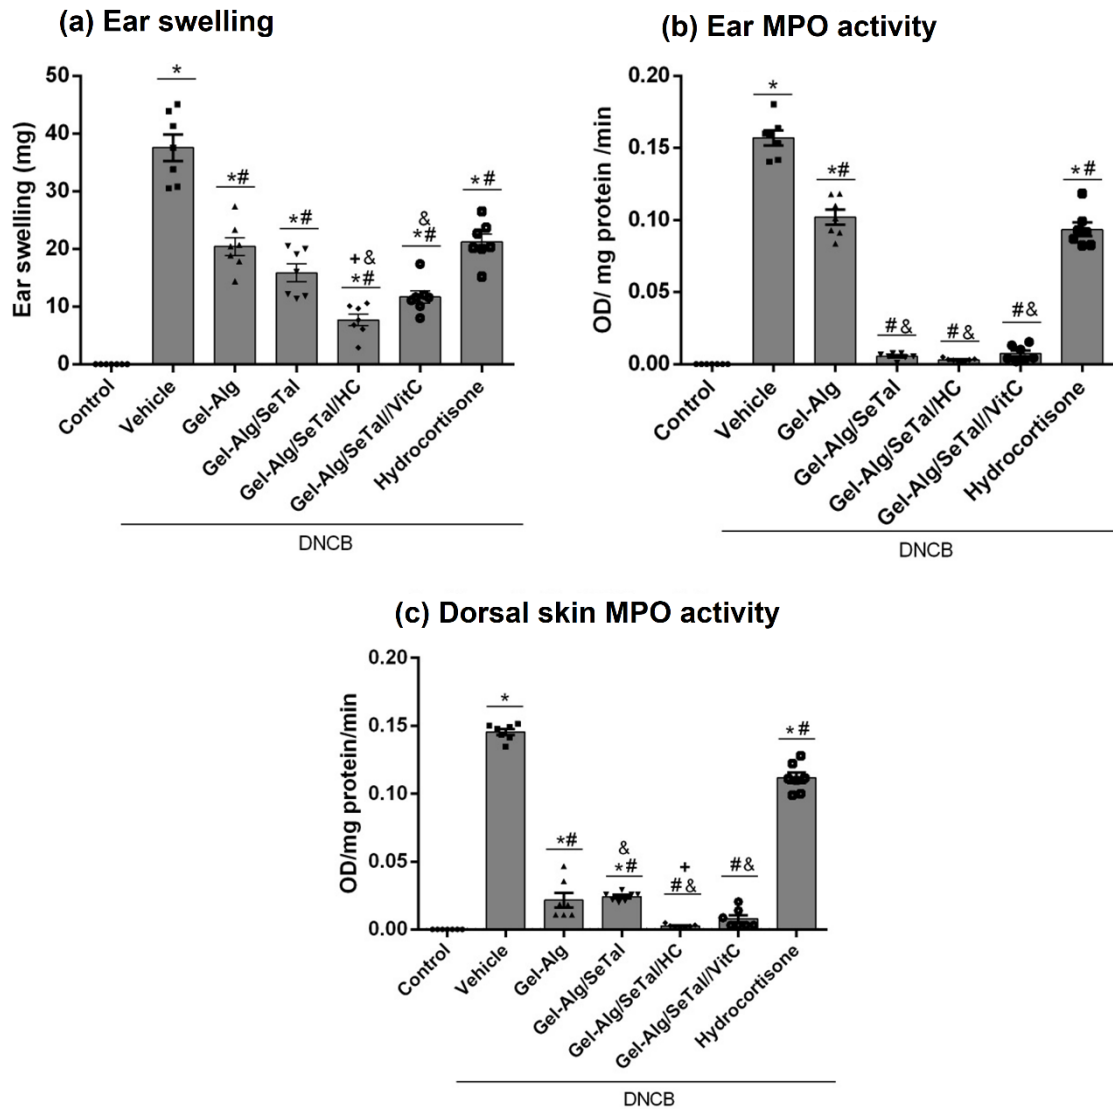 (a) Ear swelling
Ear swelling (mg)
50
40
30
20
10
0
*
*#
*#
+ &
*#
&
*#
*#
Control
Vehicle
Gel-Alg
Gel-Alg/SeTal
Gel-Alg/SeTal/HC
Gel-Alg/SeTal//VitC
Hydrocortisone
DNCB
(b) Ear MPO activity
OD/ mg protein /min
0.20
0.15
0.10
0.05
0.00
*
*#
#&
#&
#&
*#
Control
Vehicle
Gel-Alg
Gel-Alg/SeTal
Gel-Alg/SeTal/HC
Gel-Alg/SeTal//VitC
Hydrocortisone
DNCB
(c) Dorsal skin MPO activity
OD/mg protein/min
0.20
0.15
0.10
0.05
0.00
*
*#
&
*#
+
#&
#&
*#
Control
Vehicle
Gel-Alg
Gel-Alg/SeTal
Gel-Alg/SeTal/HC
Gel-Alg/SeTal//VitC
Hydrocortisone
DNCB